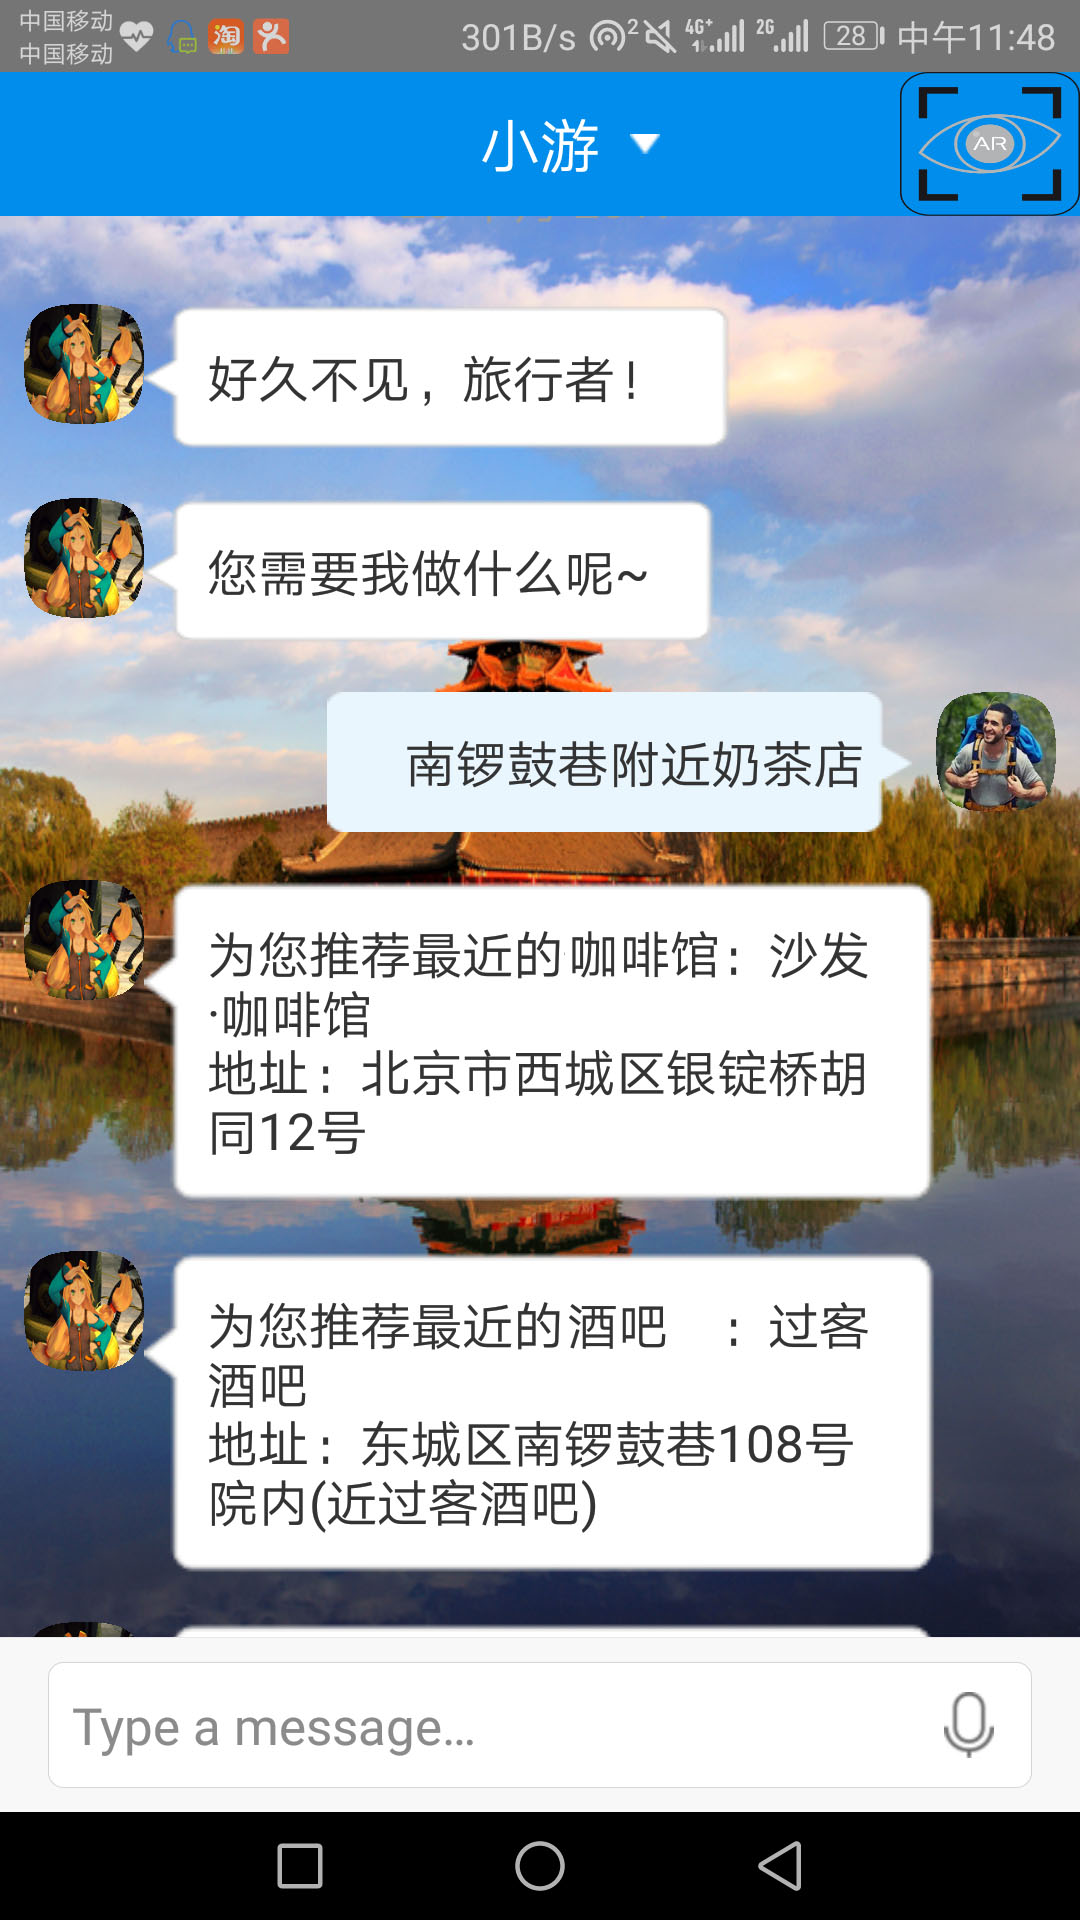 中国移动
中国移动
淘
301B/s
2
4G+
2G
28
中午11:48
小游
AR
好久不见，旅行者！
您需要我做什么呢~
南锣鼓巷附近奶茶店
为您推荐最近的咖啡馆：沙发
·咖啡馆
地址：北京市西城区银锭桥胡
同12号
为您推荐最近的酒吧 ：过客
酒吧
地址：东城区南锣鼓巷108号
院内(近过客酒吧)
Type a message...